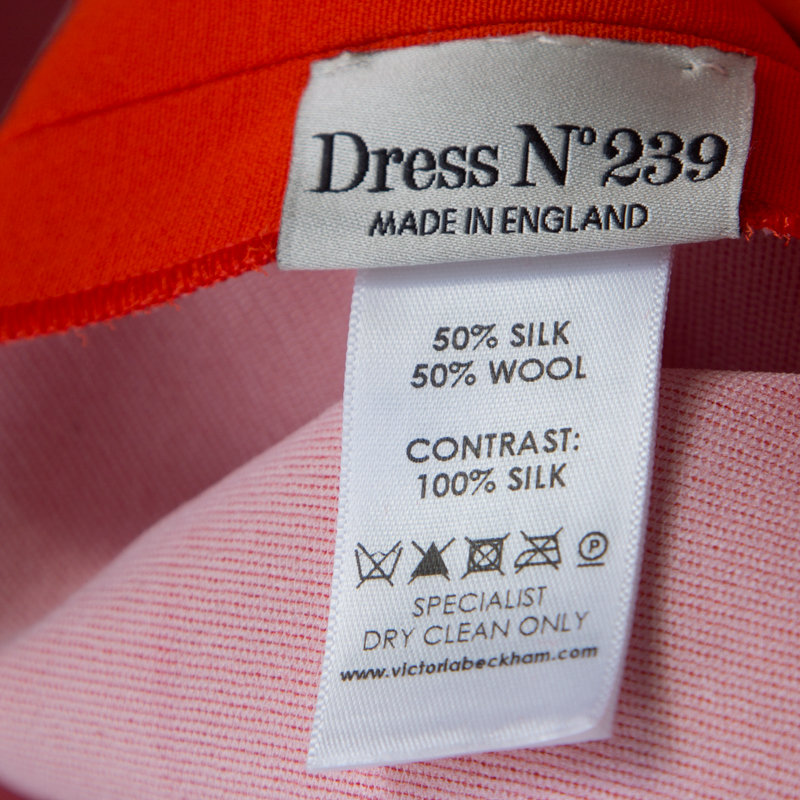 Dress Nº 239
MADE IN ENGLAND
50% SILK
50% WOOL
CONTRAST:
100% SILK
P
SPECIALIST
DRY CLEAN ONLY
www.victoriabeckham.com